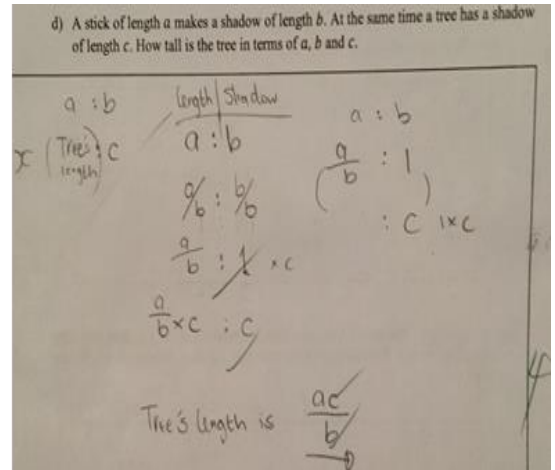 d) A stick of length a makes a shadow of length b. At the same time a tree has a shadow
of length c. How tall is the tree in terms of a, b and c.
a : b
x (Tree's length) : c
length | Shadow
a : b
a/b : b/b
a/b : 1 × c
a/b × c : c
a : b
a/b : 1
( )
: c 1×c
Tree's length is ac/b
4